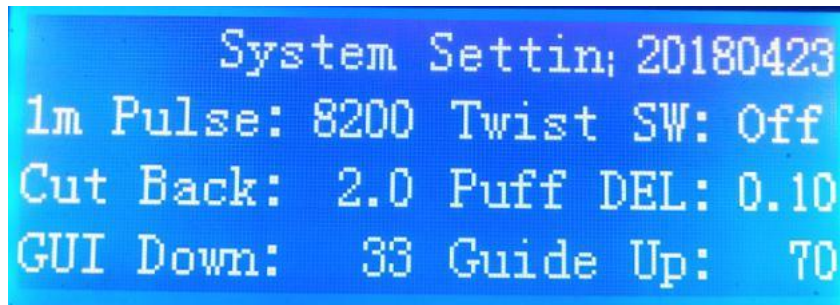 System Settin 20180423
1m Pulse: 8200 Twist SW: Off
Cut Back: 2.0 Puff DEL: 0.10
GUI Down: 33 Guide Up: 70